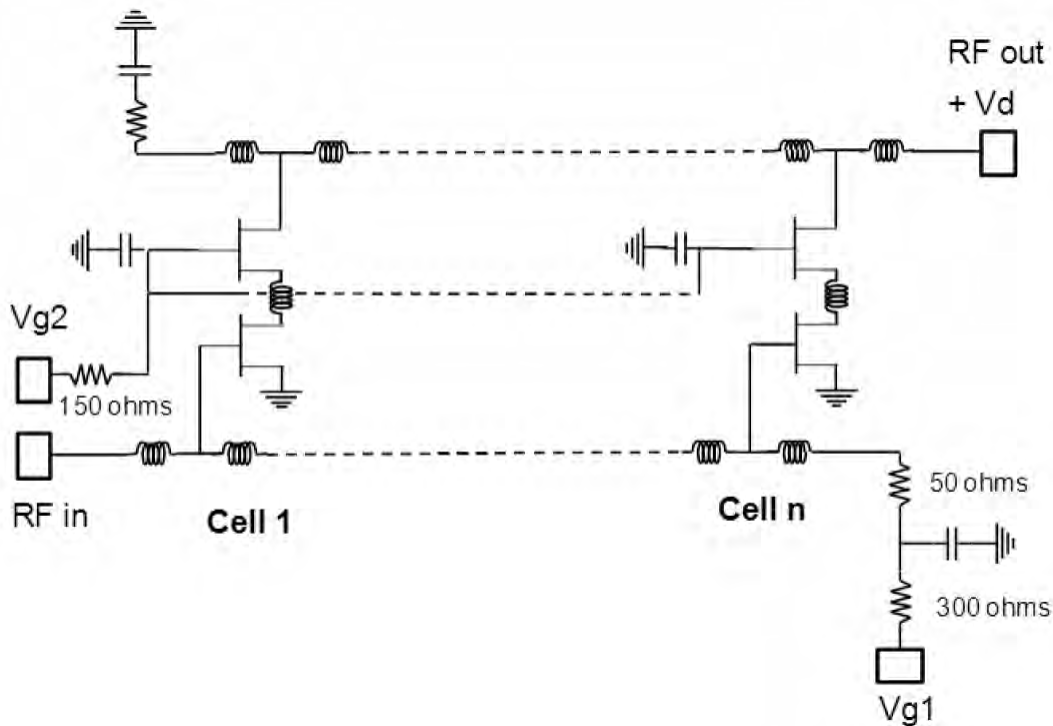 RF out
+ Vd
Vg2
150 ohms
RF in
Cell 1
Cell n
50 ohms
300 ohms
Vg1